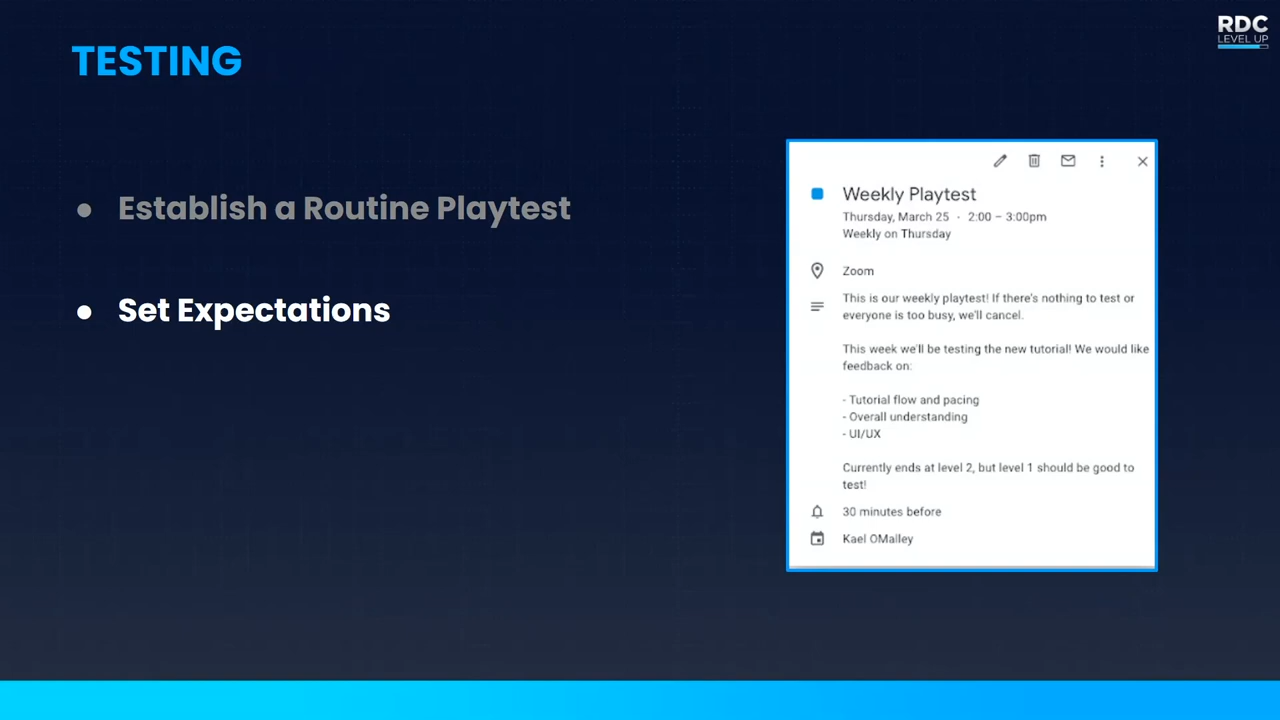 RDC
LEVEL UP
TESTING
● Establish a Routine Playtest
● Set Expectations
Weekly Playtest
Thursday, March 25 · 2:00 – 3:00pm
Weekly on Thursday
Zoom
This is our weekly playtest! If there's nothing to test or
everyone is too busy, we'll cancel.
This week we'll be testing the new tutorial! We would like
feedback on:
- Tutorial flow and pacing
- Overall understanding
- UI/UX
Currently ends at level 2, but level 1 should be good to
test!
30 minutes before
Kael OMalley